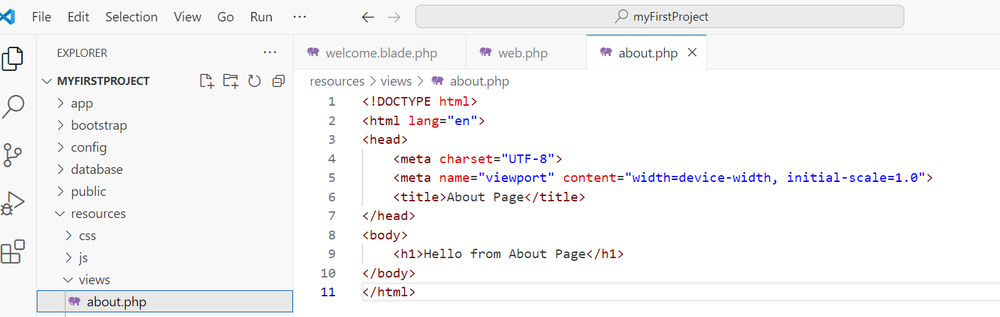 File Edit Selection View Go Run ··· ← → myFirstProject
EXPLORER ···
MYFIRSTPROJECT
app
bootstrap
config
database
public
resources
css
js
views
about.php
welcome.blade.php web.php about.php ×
resources > views > about.php
1 <!DOCTYPE html>
2 <html lang="en">
3 <head>
4     <meta charset="UTF-8">
5     <meta name="viewport" content="width=device-width, initial-scale=1.0">
6     <title>About Page</title>
7 </head>
8 <body>
9     <h1>Hello from About Page</h1>
10 </body>
11 </html>